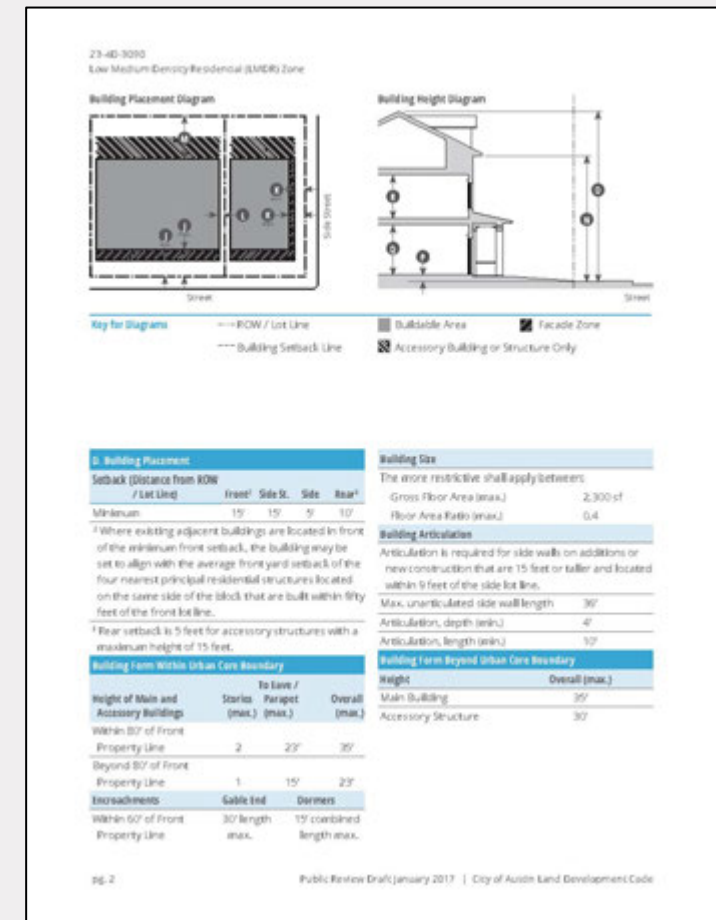 23-4D-3090
Low Medium Density Residential (LMDR) Zone
Building Placement Diagram
Building Height Diagram
Side Street
Street
Street
Key for Diagrams
ROW / Lot Line
Building Setback Line
Buildable Area
Facade Zone
Accessory Building or Structure Only
D. Building Placement
Setback (Distance from ROW / Lot Line) Front² Side St. Side Rear³
Minimum 15' 15' 5' 10'
² Where existing adjacent buildings are located in front
of the minimum front setback, the building may be
set to align with the average front yard setback of the
four nearest principal residential structures located
on the same side of the block that are built within fifty
feet of the front lot line.
³ Rear setback is 5 feet for accessory structures with a
maximum height of 15 feet.
Building Form Within Urban Core Boundary
Height of Main and Accessory Buildings Stories (max.) To Eave / Parapet (max.) Overall (max.)
Within 80' of Front
Property Line 2 23' 35'
Beyond 80' of Front
Property Line 1 15' 23'
Encroachments Gable End Dormers
Within 60' of Front 30' length 15' combined
Property Line max. length max.
Building Size
The more restrictive shall apply between:
Gross Floor Area (max.) 2,300 sf
Floor Area Ratio (max.) 0.4
Building Articulation
Articulation is required for side walls on additions or
new construction that are 15 feet or taller and located
within 9 feet of the side lot line.
Max. unarticulated side wall length 36'
Articulation, depth (min.) 4'
Articulation, length (min.) 10'
Building Form Beyond Urban Core Boundary
Height Overall (max.)
Main Building 35'
Accessory Structure 30'
pg. 2
Public Review Draft January 2017 | City of Austin Land Development Code